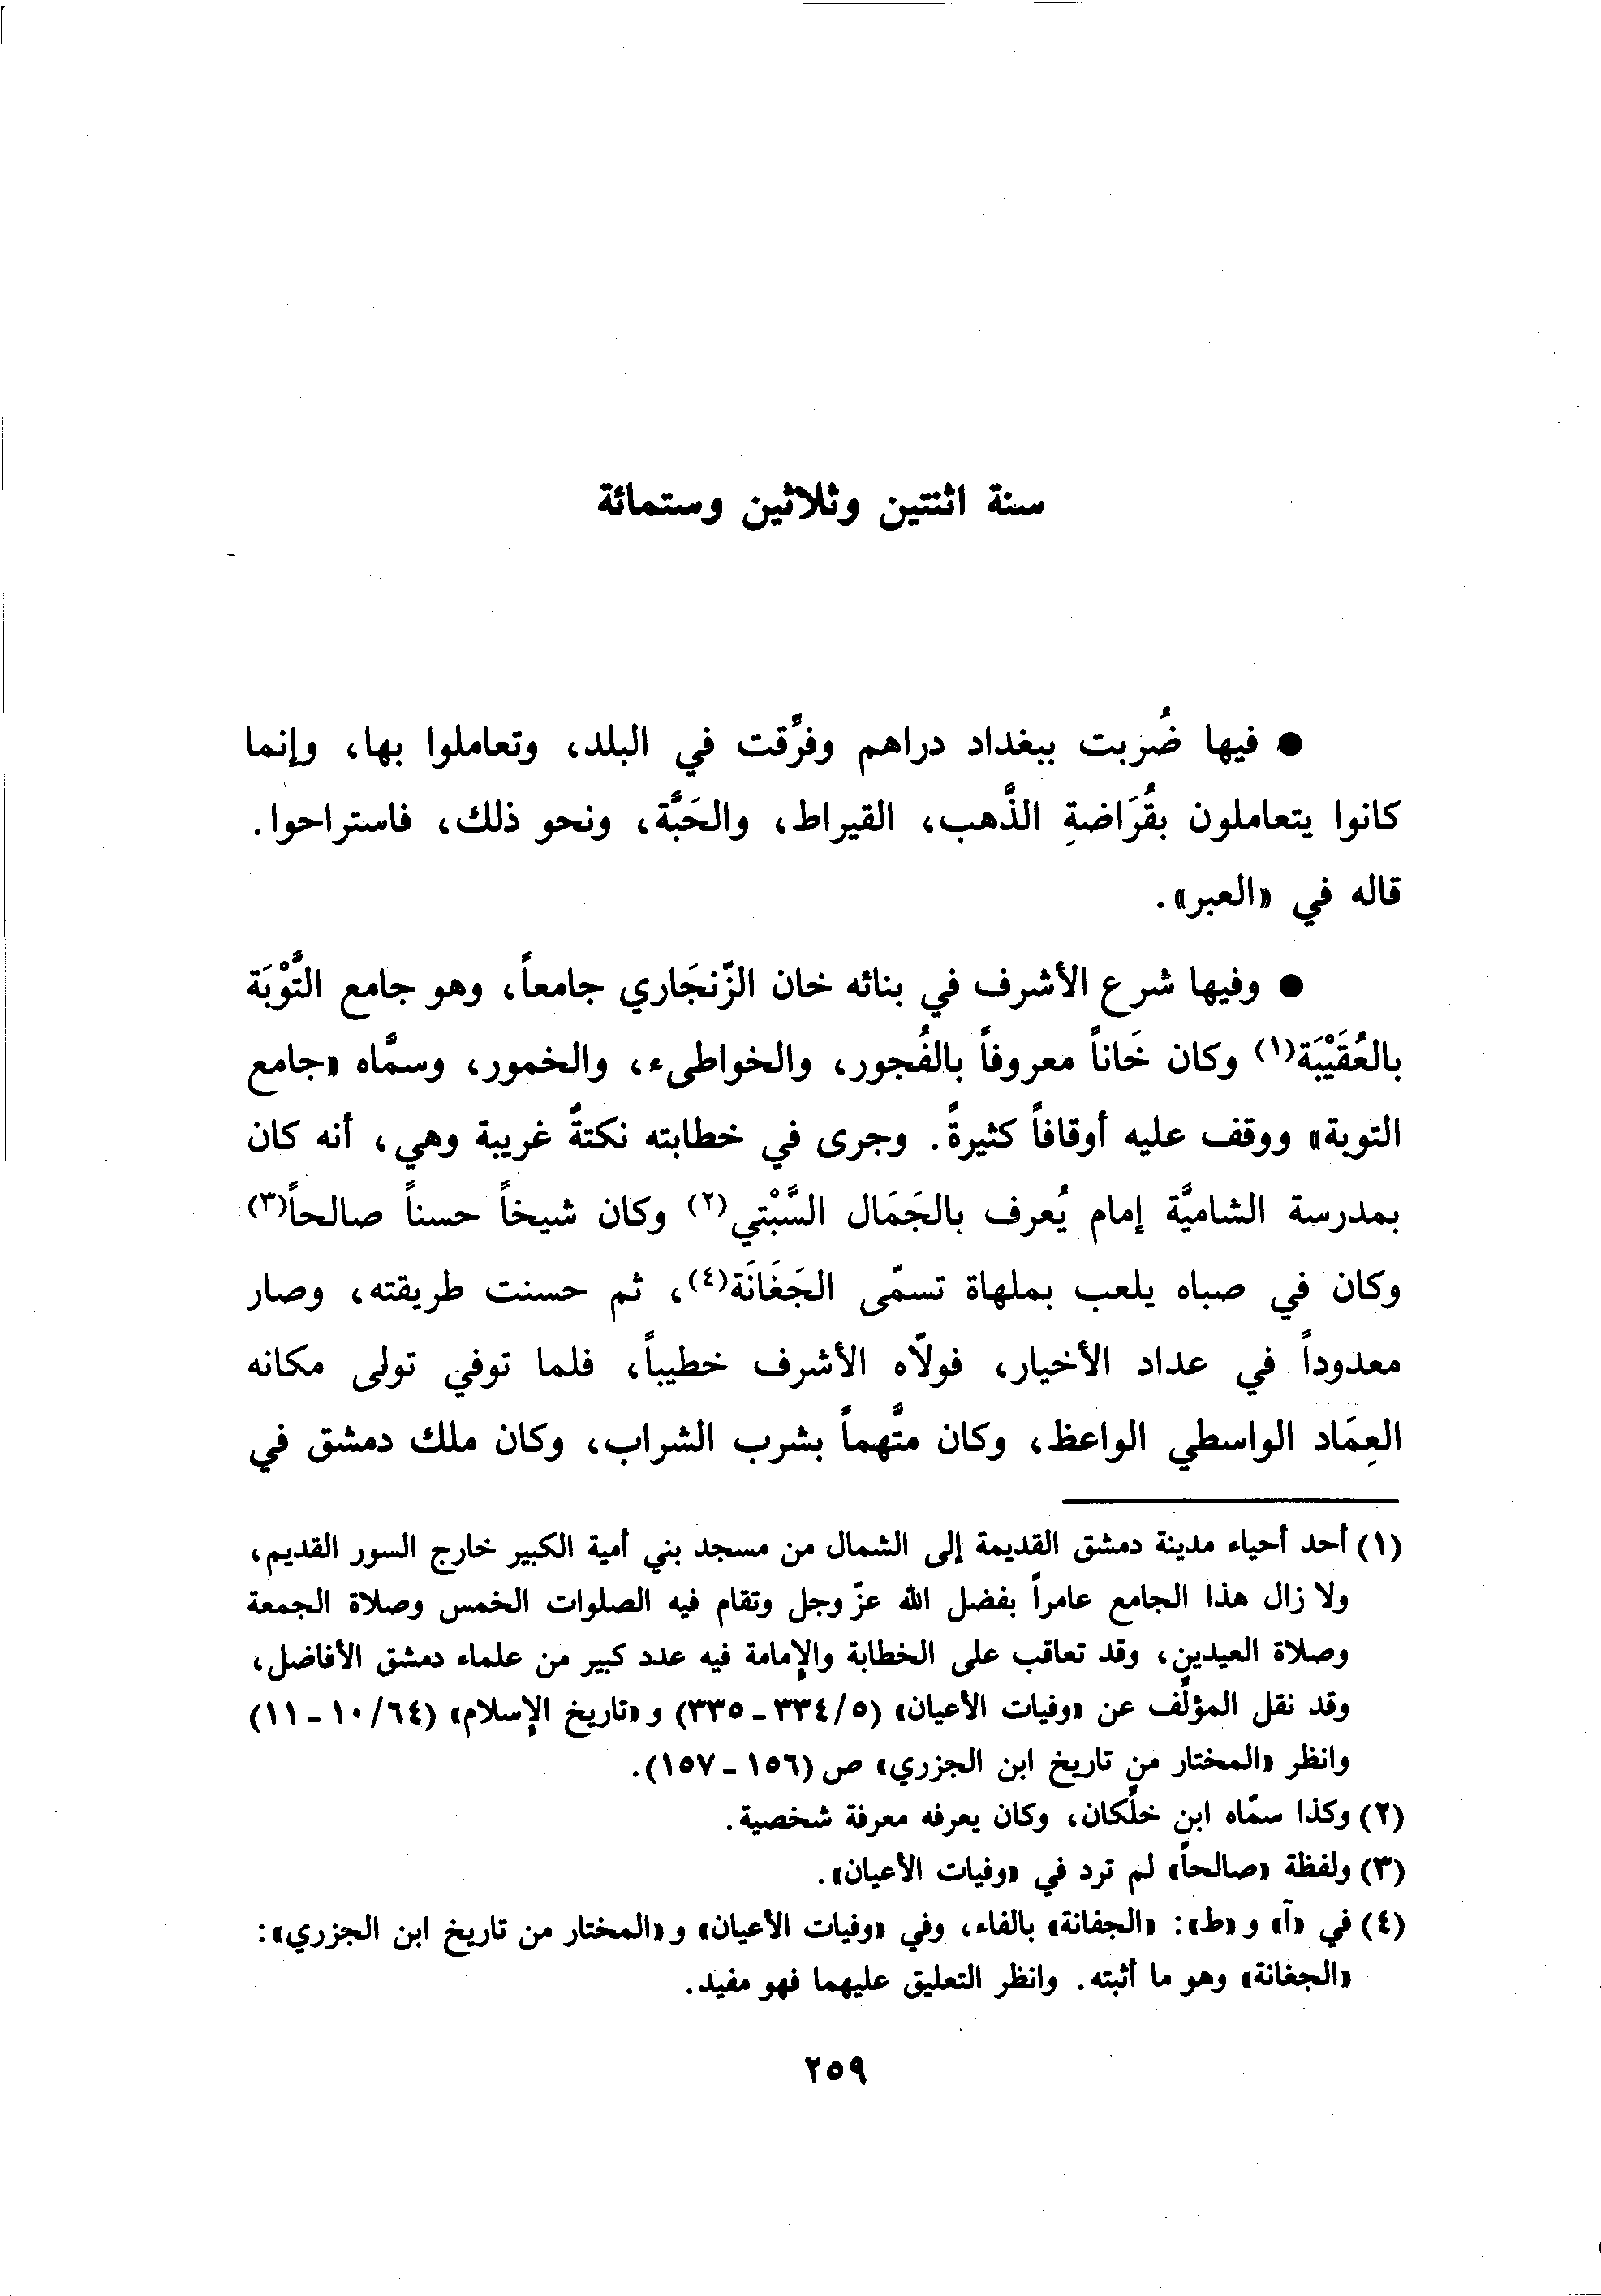 سنة اثنتين وثلاثين وستمائة
● فيها ضُربت ببغداد دراهم وفرِّقت في البلد، وتعاملوا بها، وإنما
كانوا يتعاملون بقُرَاضةِ الذَّهب، القيراط، والحَبَّة، ونحو ذلك، فاستراحوا.
قاله في «العبر».
● وفيها شرع الأشرف في بنائه خان الزّنجَاري جامعاً، وهو جامع التَّوْبَة
بالعُقَيْبَة(١) وكان خَاناً معروفاً بالفُجور، والخواطىء، والخمور، وسمَّاه «جامع
التوبة» ووقف عليه أوقافاً كثيرةً. وجرى في خطابته نكتةً غريبة وهي، أنه كان
بمدرسة الشاميَّة إمام يُعرف بالجَمَال السَّبْتي(٢) وكان شيخاً حسناً صالحاً(٣)
وكان في صباه يلعب بملهاة تسمّى الجَغَانَة(٤)، ثم حسنت طريقته، وصار
معدوداً في عداد الأخيار، فولاّه الأشرف خطيباً، فلما توفي تولى مكانه
العِمَاد الواسطي الواعظ، وكان متَّهماً بشرب الشراب، وكان ملك دمشق في
(١) أحد أحياء مدينة دمشق القديمة إلى الشمال من مسجد بني أمية الكبير خارج السور القديم،
ولا زال هذا الجامع عامراً بفضل الله عزّ وجل وتقام فيه الصلوات الخمس وصلاة الجمعة
وصلاة العيدين، وقد تعاقب على الخطابة والإمامة فيه عدد كبير من علماء دمشق الأفاضل،
وقد نقل المؤلِّف عن «وفيات الأعيان» (٥/ ٣٣٤ - ٣٣٥) و «تاريخ الإسلام» (٦٤/ ١٠ - ١١)
وانظر «المختار من تاريخ ابن الجزري» ص (١٥٦ - ١٥٧).
(٢) وكذا سمّاه ابن خلِّكان، وكان يعرفه معرفة شخصية.
(٣) ولفظة «صالحاً» لم ترد في «وفيات الأعيان».
(٤) في «آ» و «ط»: «الجفانة» بالفاء، وفي «وفيات الأعيان» و «المختار من تاريخ ابن الجزري»:
«الجغانة» وهو ما أثبته. وانظر التعليق عليهما فهو مفيد.
٢٥٩